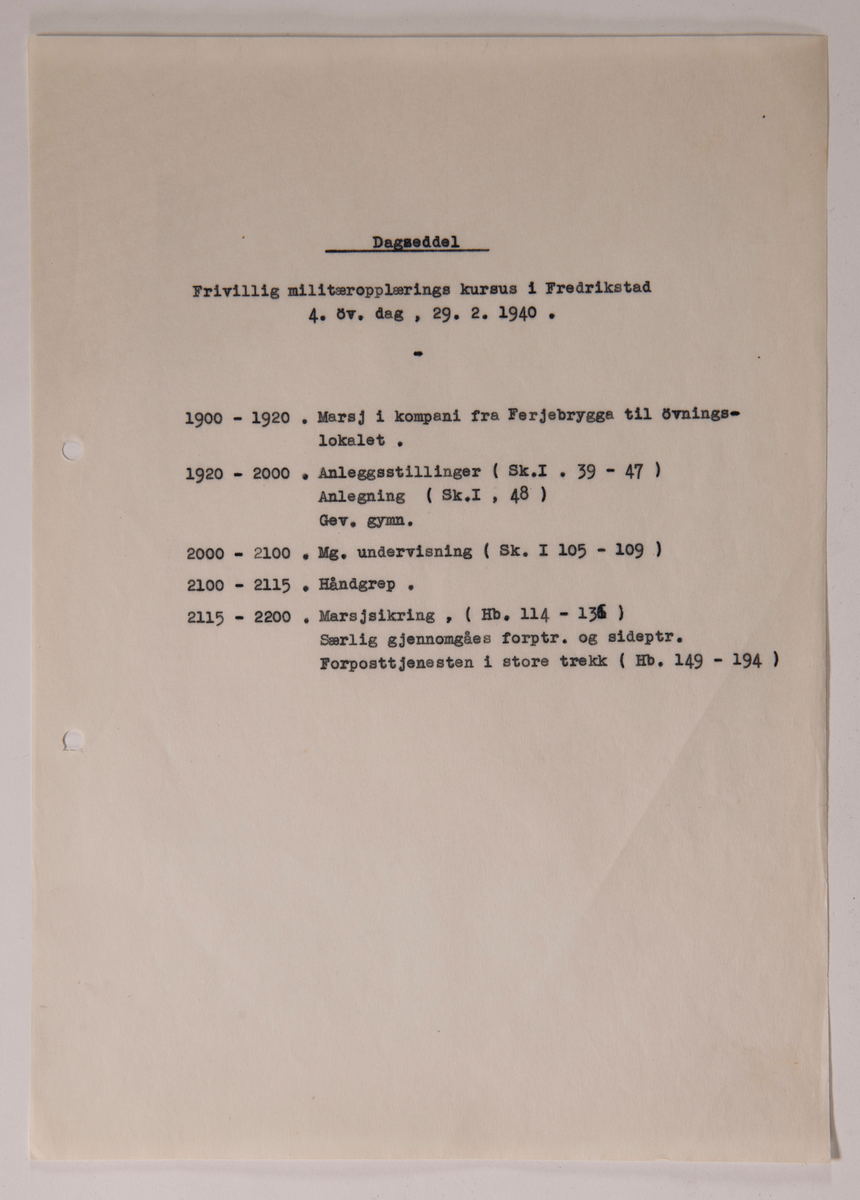 Dagseddel
Frivillig militæropplærings kursus i Fredrikstad
4. öv. dag , 29. 2. 1940 .
-
1900 - 1920 . Marsj i kompani fra Ferjebrygga til övnings-
lokalet .
1920 - 2000 . Anleggsstillinger ( Sk.I . 39 - 47 )
Anlegning ( Sk.I , 48 )
Gev. gymn.
2000 - 2100 . Mg. undervisning ( Sk. I 105 - 109 )
2100 - 2115 . Håndgrep .
2115 - 2200 . Marsjsikring , ( Hb. 114 - )
Særlig gjennomgåes forptr. og sideptr.
Forposttjenesten i store trekk ( Hb. 149 - 194 )